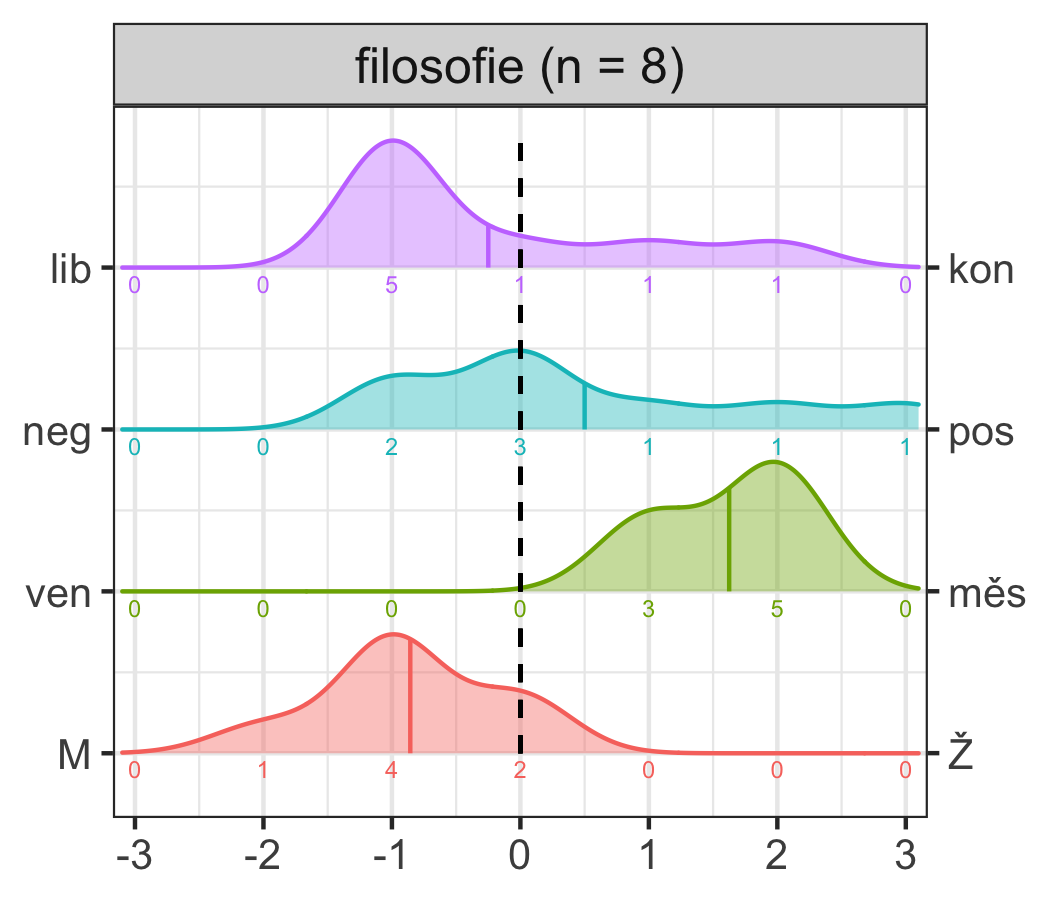 filosofie (n = 8)
lib kon
0 0 5 1 1 1 0
neg pos
0 0 2 3 1 1 1
ven měs
0 0 0 0 3 5 0
M Ž
0 1 4 2 0 0 0
-3 -2 -1 0 1 2 3